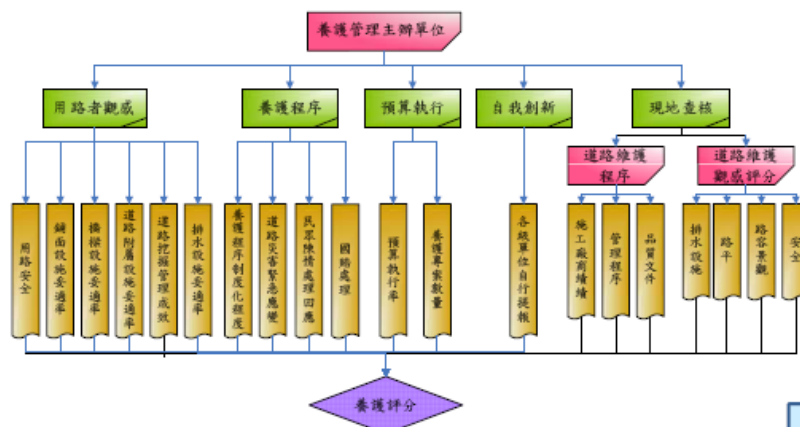 養護管理主辦單位
用路者觀感
養護程序
預算執行
自我創新
現地查核
道路維護
程序
道路維護
觀感評分
用路安全
鋪面設施妥適率
橋樑設施妥適率
道路附屬設施妥適率
道路挖掘管理成效
排水設施妥適率
養護程序制度化程度
道路災害緊急應變
民眾陳情處理回應
國賠處理
預算執行率
養護專案數量
各級單位自行提報
施工廠商績績
管理程序
品質文件
排水設施
路平
路容景觀
安全
養護評分